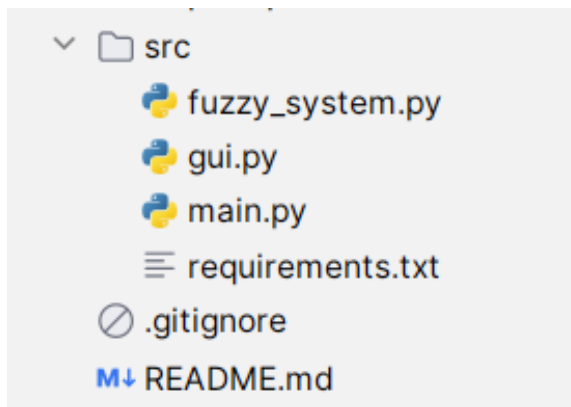 src
fuzzy_system.py
gui.py
main.py
requirements.txt
.gitignore
M↓ README.md